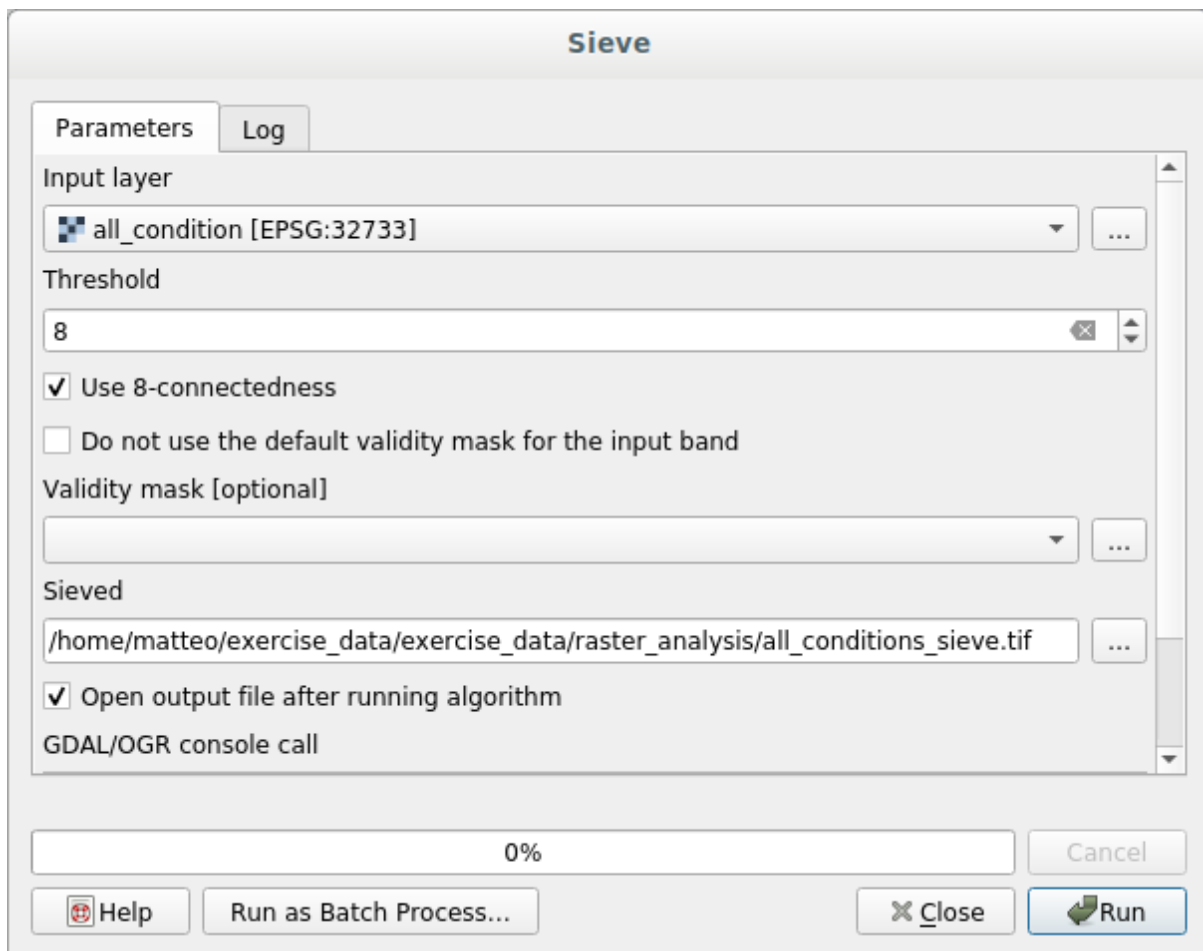 Sieve
Parameters
Log
Input layer
all_condition [EPSG:32733]
...
Threshold
8
Use 8-connectedness
Do not use the default validity mask for the input band
Validity mask [optional]
...
Sieved
/home/matteo/exercise_data/exercise_data/raster_analysis/all_conditions_sieve.tif
...
Open output file after running algorithm
GDAL/OGR console call
0%
Cancel
Help
Run as Batch Process...
Close
Run